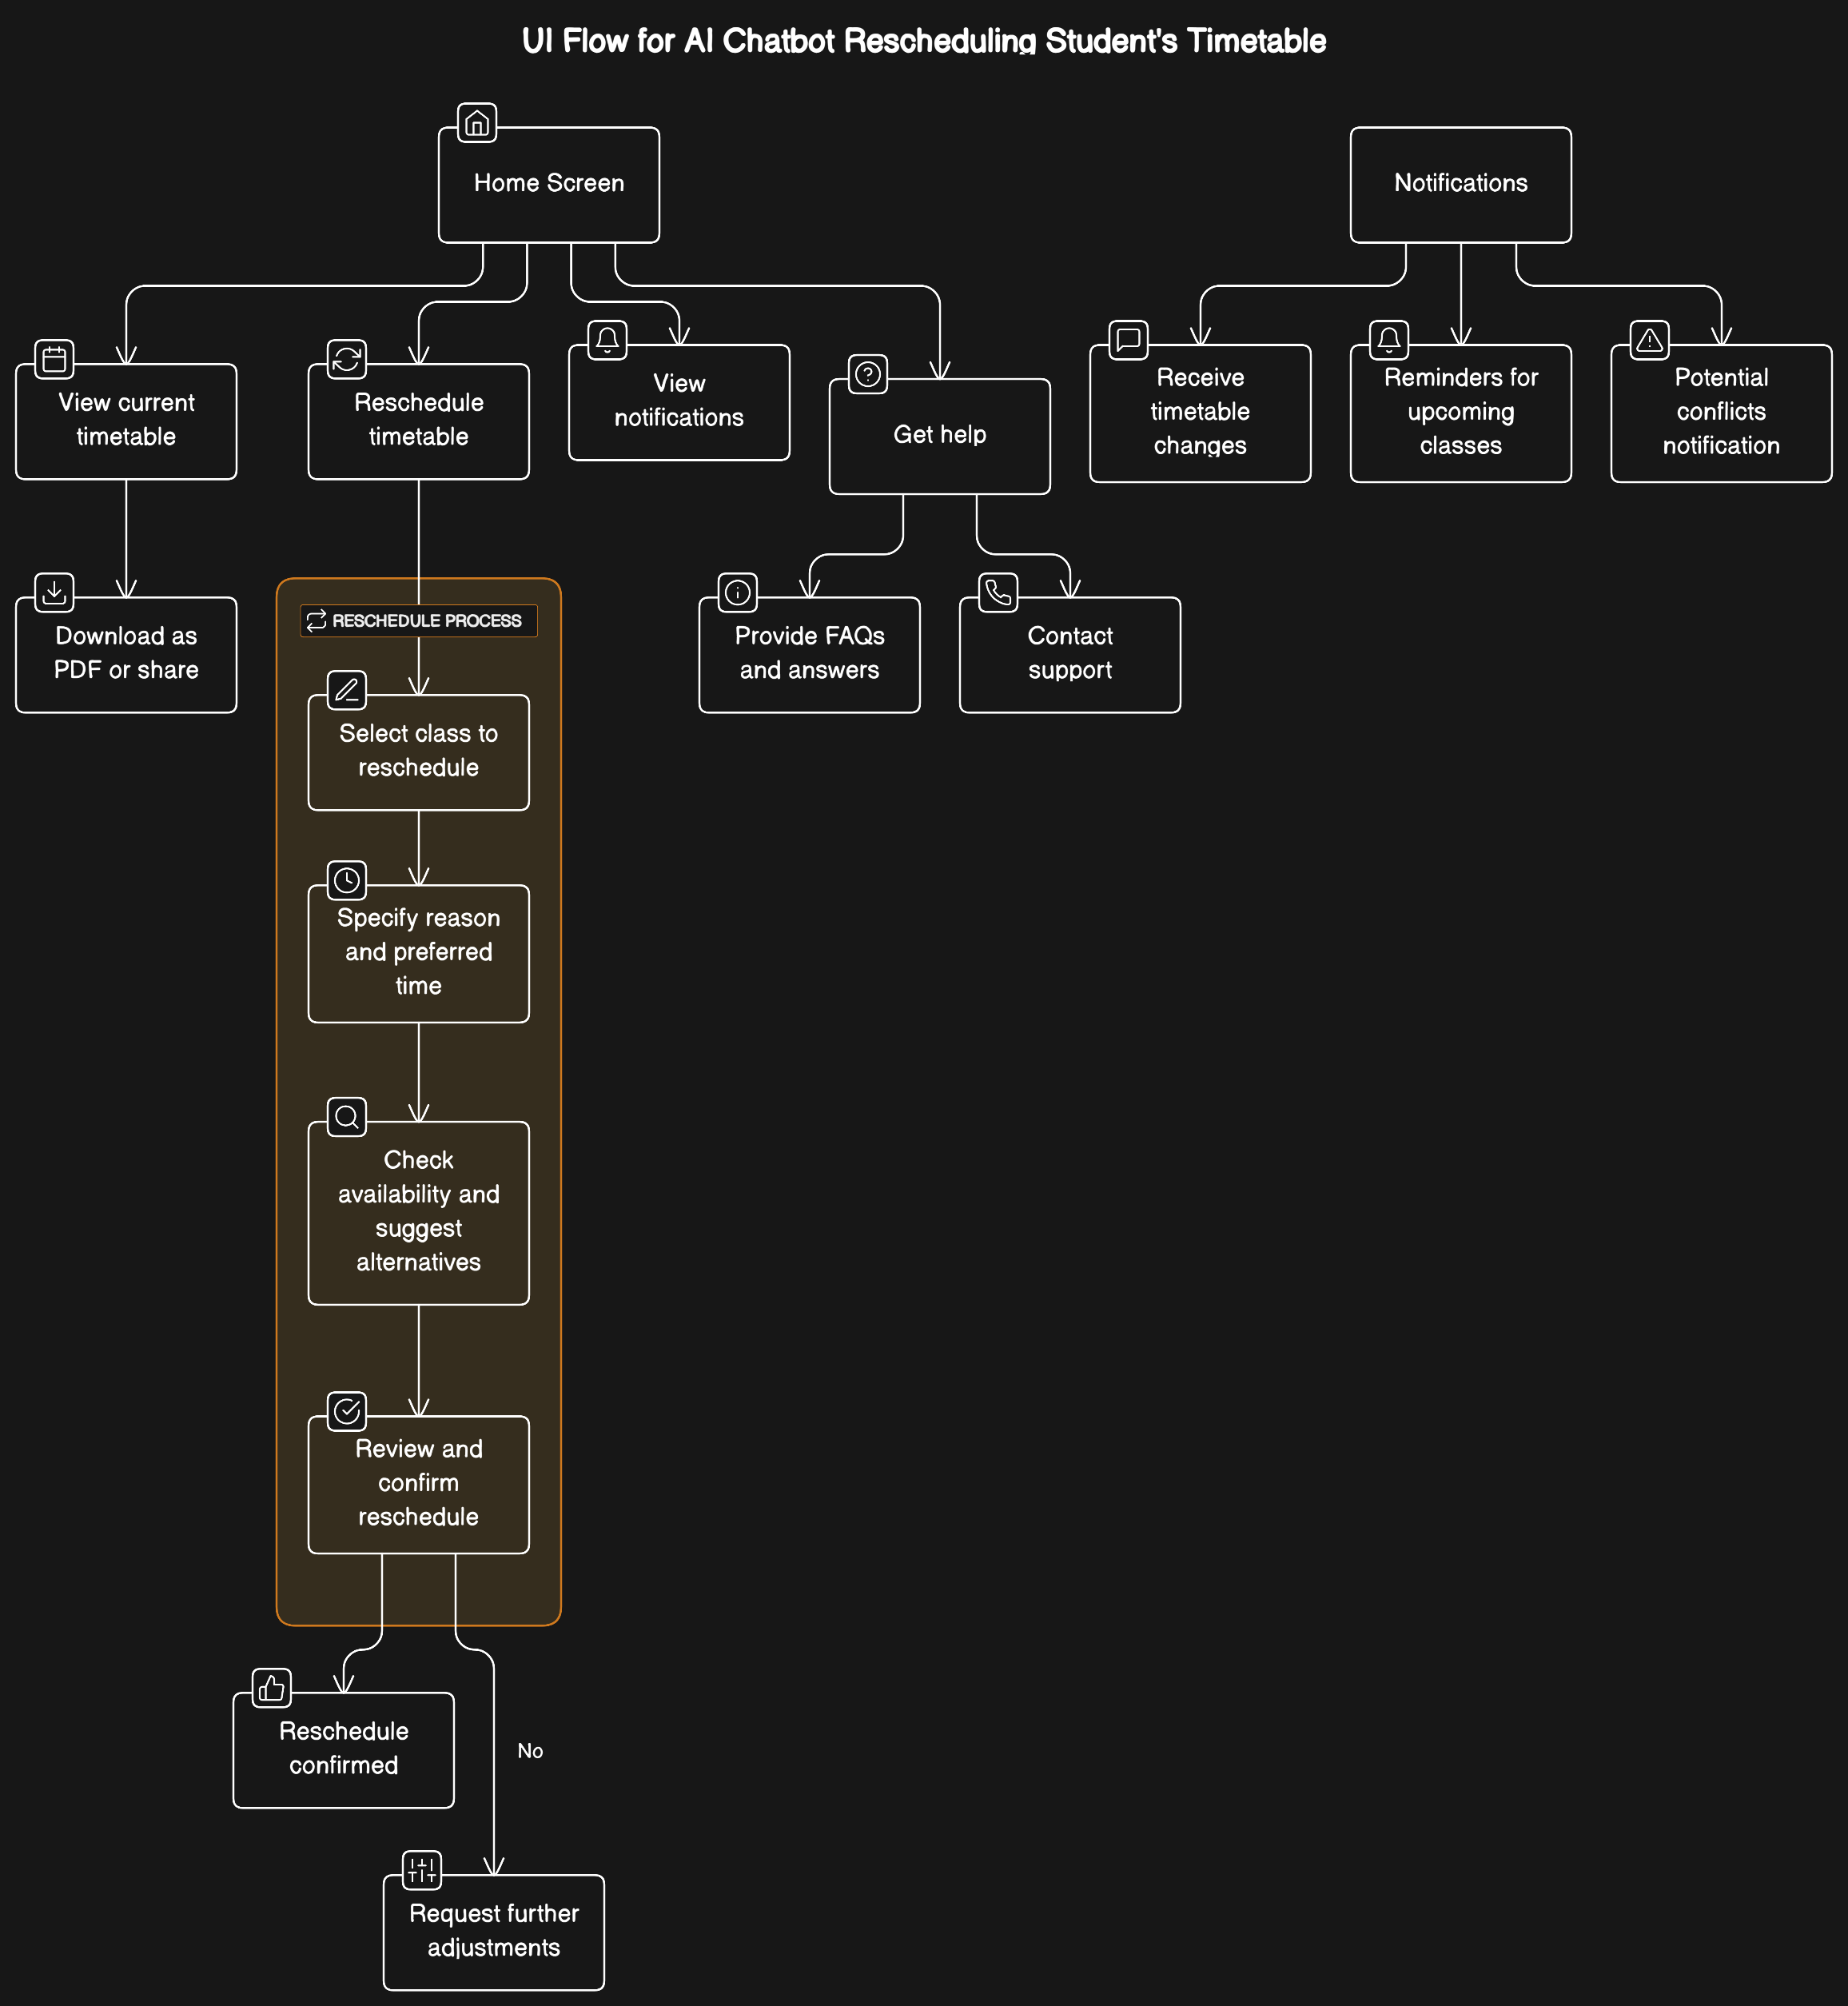 UI Flow for AI Chatbot Rescheduling Student's Timetable
Home Screen
Notifications
View current
timetable
Reschedule
timetable
View
notifications
Get help
Receive
timetable
changes
Reminders for
upcoming
classes
Potential
conflicts
notification
Download as
PDF or share
RESCHEDULE PROCESS
Provide FAQs
and answers
Contact
support
Select class to
reschedule
Specify reason
and preferred
time
Check
availability and
suggest
alternatives
Review and
confirm
reschedule
Reschedule
confirmed
No
Request further
adjustments